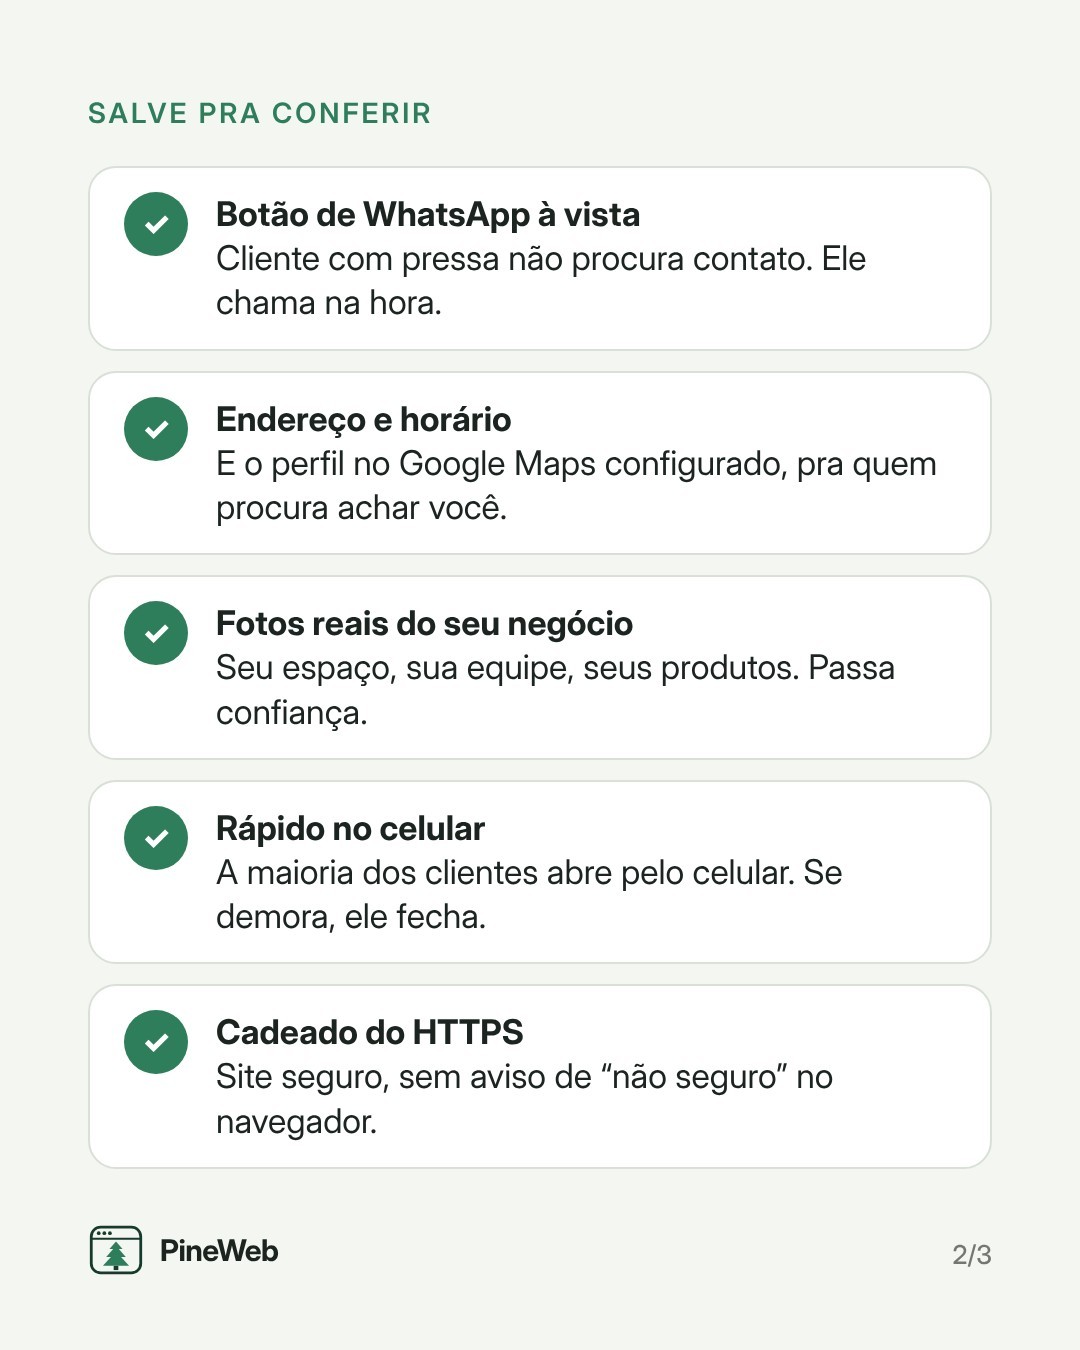 SALVE PRA CONFERIR
Botão de WhatsApp à vista
Cliente com pressa não procura contato. Ele
chama na hora.
Endereço e horário
E o perfil no Google Maps configurado, pra quem
procura achar você.
Fotos reais do seu negócio
Seu espaço, sua equipe, seus produtos. Passa
confiança.
Rápido no celular
A maioria dos clientes abre pelo celular. Se
demora, ele fecha.
Cadeado do HTTPS
Site seguro, sem aviso de “não seguro” no
navegador.
PineWeb
2/3